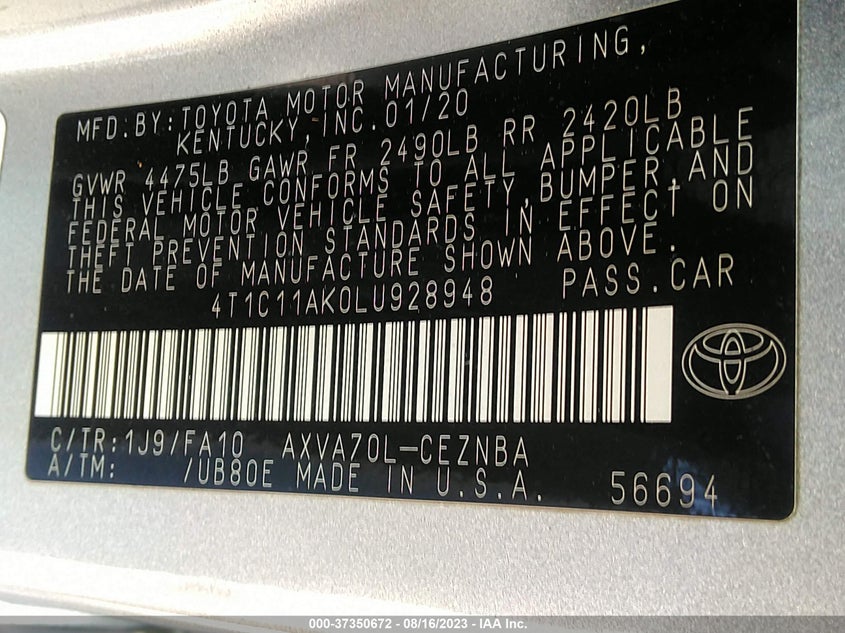 MFD.BY:TOYOTA MOTOR MANUFACTURING,
KENTUCKY, INC.01/20
GVWR 4475LB GAWR FR 2490LB RR 2420LB
THIS VEHICLE CONFORMS TO ALL APPLICABLE
FEDERAL MOTOR VEHICLE SAFETY,BUMPER,AND
THEFT PREVENTION STANDARDS IN EFFECT ON
THE DATE OF MANUFACTURE SHOWN ABOVE.
4T1C11AK0LU928948 PASS.CAR
C/TR:1J9/FA10 AXVA70L-CEZNBA
A/TM: /UB80E MADE IN U.S.A. 56694
000-37350672 - 08/16/2023 - IAA Inc.